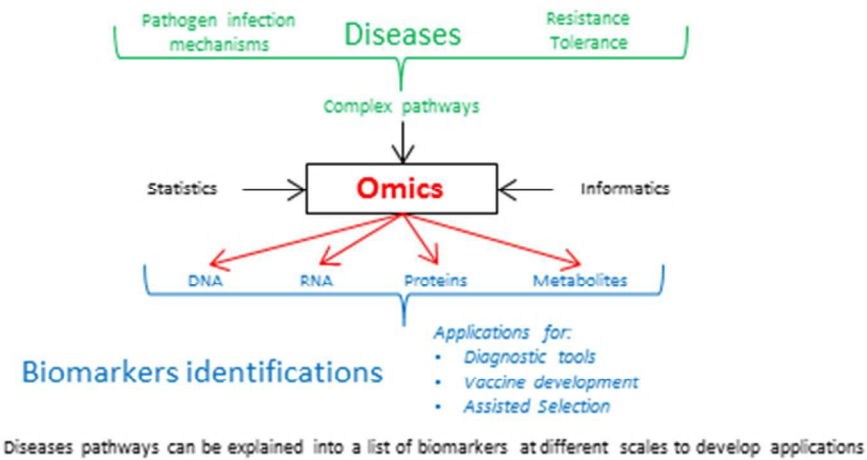 Pathogen infection
mechanisms
Diseases
Resistance
Tolerance
Complex pathways
Statistics
Omics
Informatics
DNA
RNA
Proteins
Metabolites
Applications for:
Biomarkers identifications
• Diagnostic tools
• Vaccine development
• Assisted Selection
Diseases pathways can be explained into a list of biomarkers at different scales to develop applications